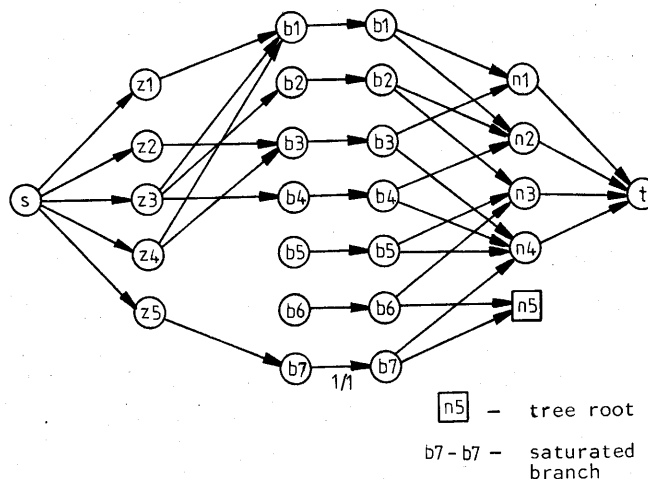 b1 b1
z1 b2 b2 n1
z2 b3 b3 n2
s z3 b4 b4 n3 t
z4 b5 b5 n4
z5 b6 b6 n5
b7 1/1 b7
n5 – tree root
b7-b7 – saturated
branch